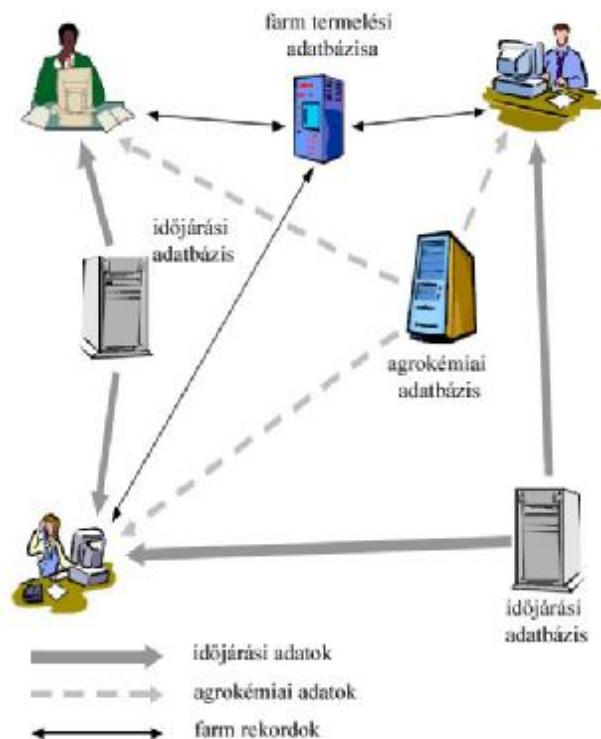 farm termelési
adatbázisa
időjárási
adatbázis
agrokémiai
adatbázis
időjárási
adatbázis
időjárási adatok
agrokémiai adatok
farm rekordok